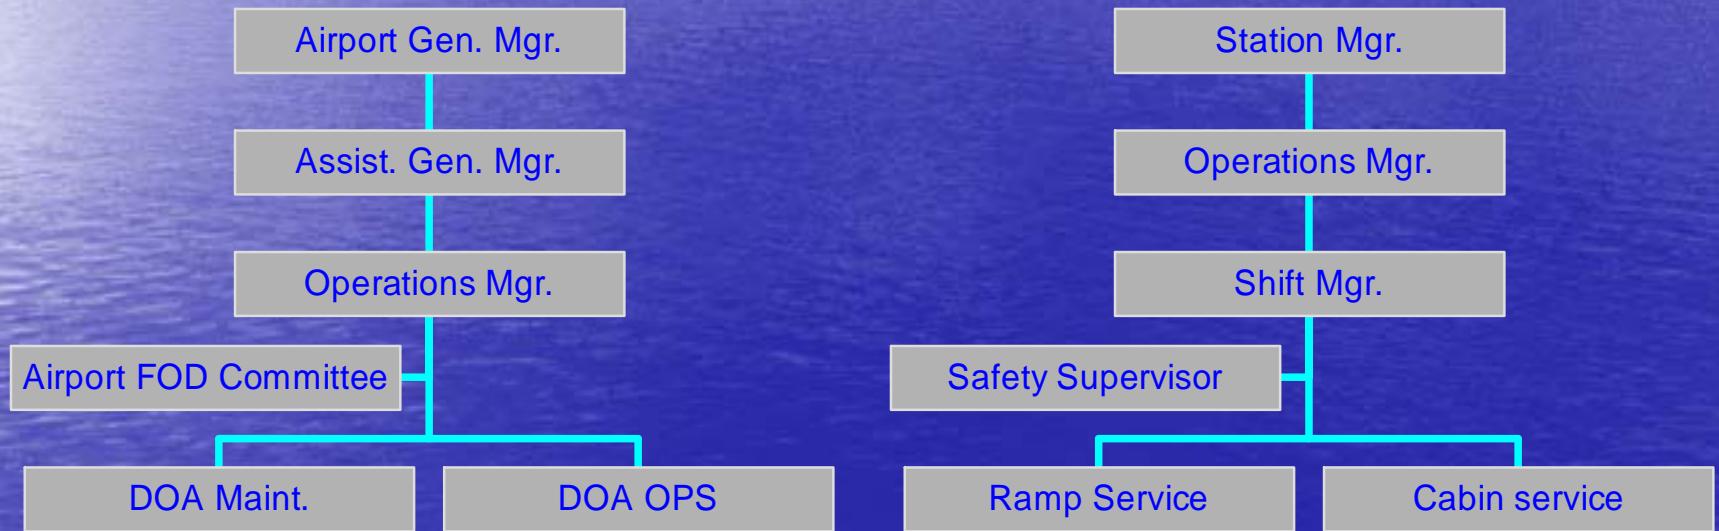 Airport Gen. Mgr.
Assist. Gen. Mgr.
Operations Mgr.
Airport FOD Committee
DOA Maint.
DOA OPS
Station Mgr.
Operations Mgr.
Shift Mgr.
Safety Supervisor
Ramp Service
Cabin service